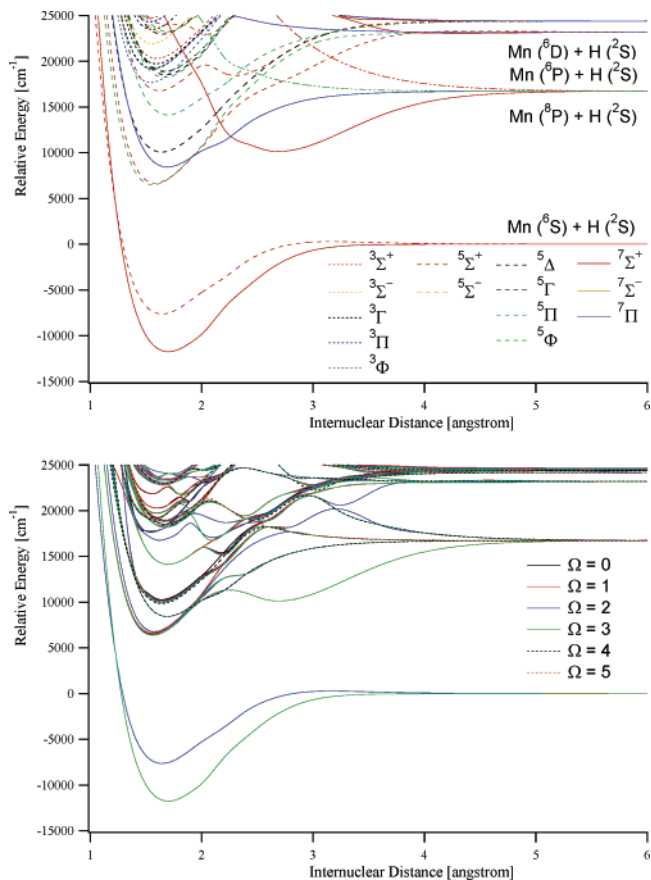 25000
20000
15000
10000
5000
0
-5000
-10000
-15000
Relative Energy [cm⁻¹]
Mn (⁶D) + H (²S)
Mn (⁶P) + H (²S)
Mn (⁸P) + H (²S)
Mn (⁶S) + H (²S)
³Σ⁺ ⁵Σ⁺ ⁵Δ ⁷Σ⁺
³Σ⁻ ⁵Σ⁻ ⁵Γ ⁷Σ⁻
³Γ ⁵Π ⁷Π
³Π ⁵Φ
³Φ
1 2 3 4 5 6
Internuclear Distance [angstrom]
25000
20000
15000
10000
5000
0
-5000
-10000
-15000
Relative Energy [cm⁻¹]
Ω = 0
Ω = 1
Ω = 2
Ω = 3
Ω = 4
Ω = 5
1 2 3 4 5 6
Internuclear Distance [angstrom]